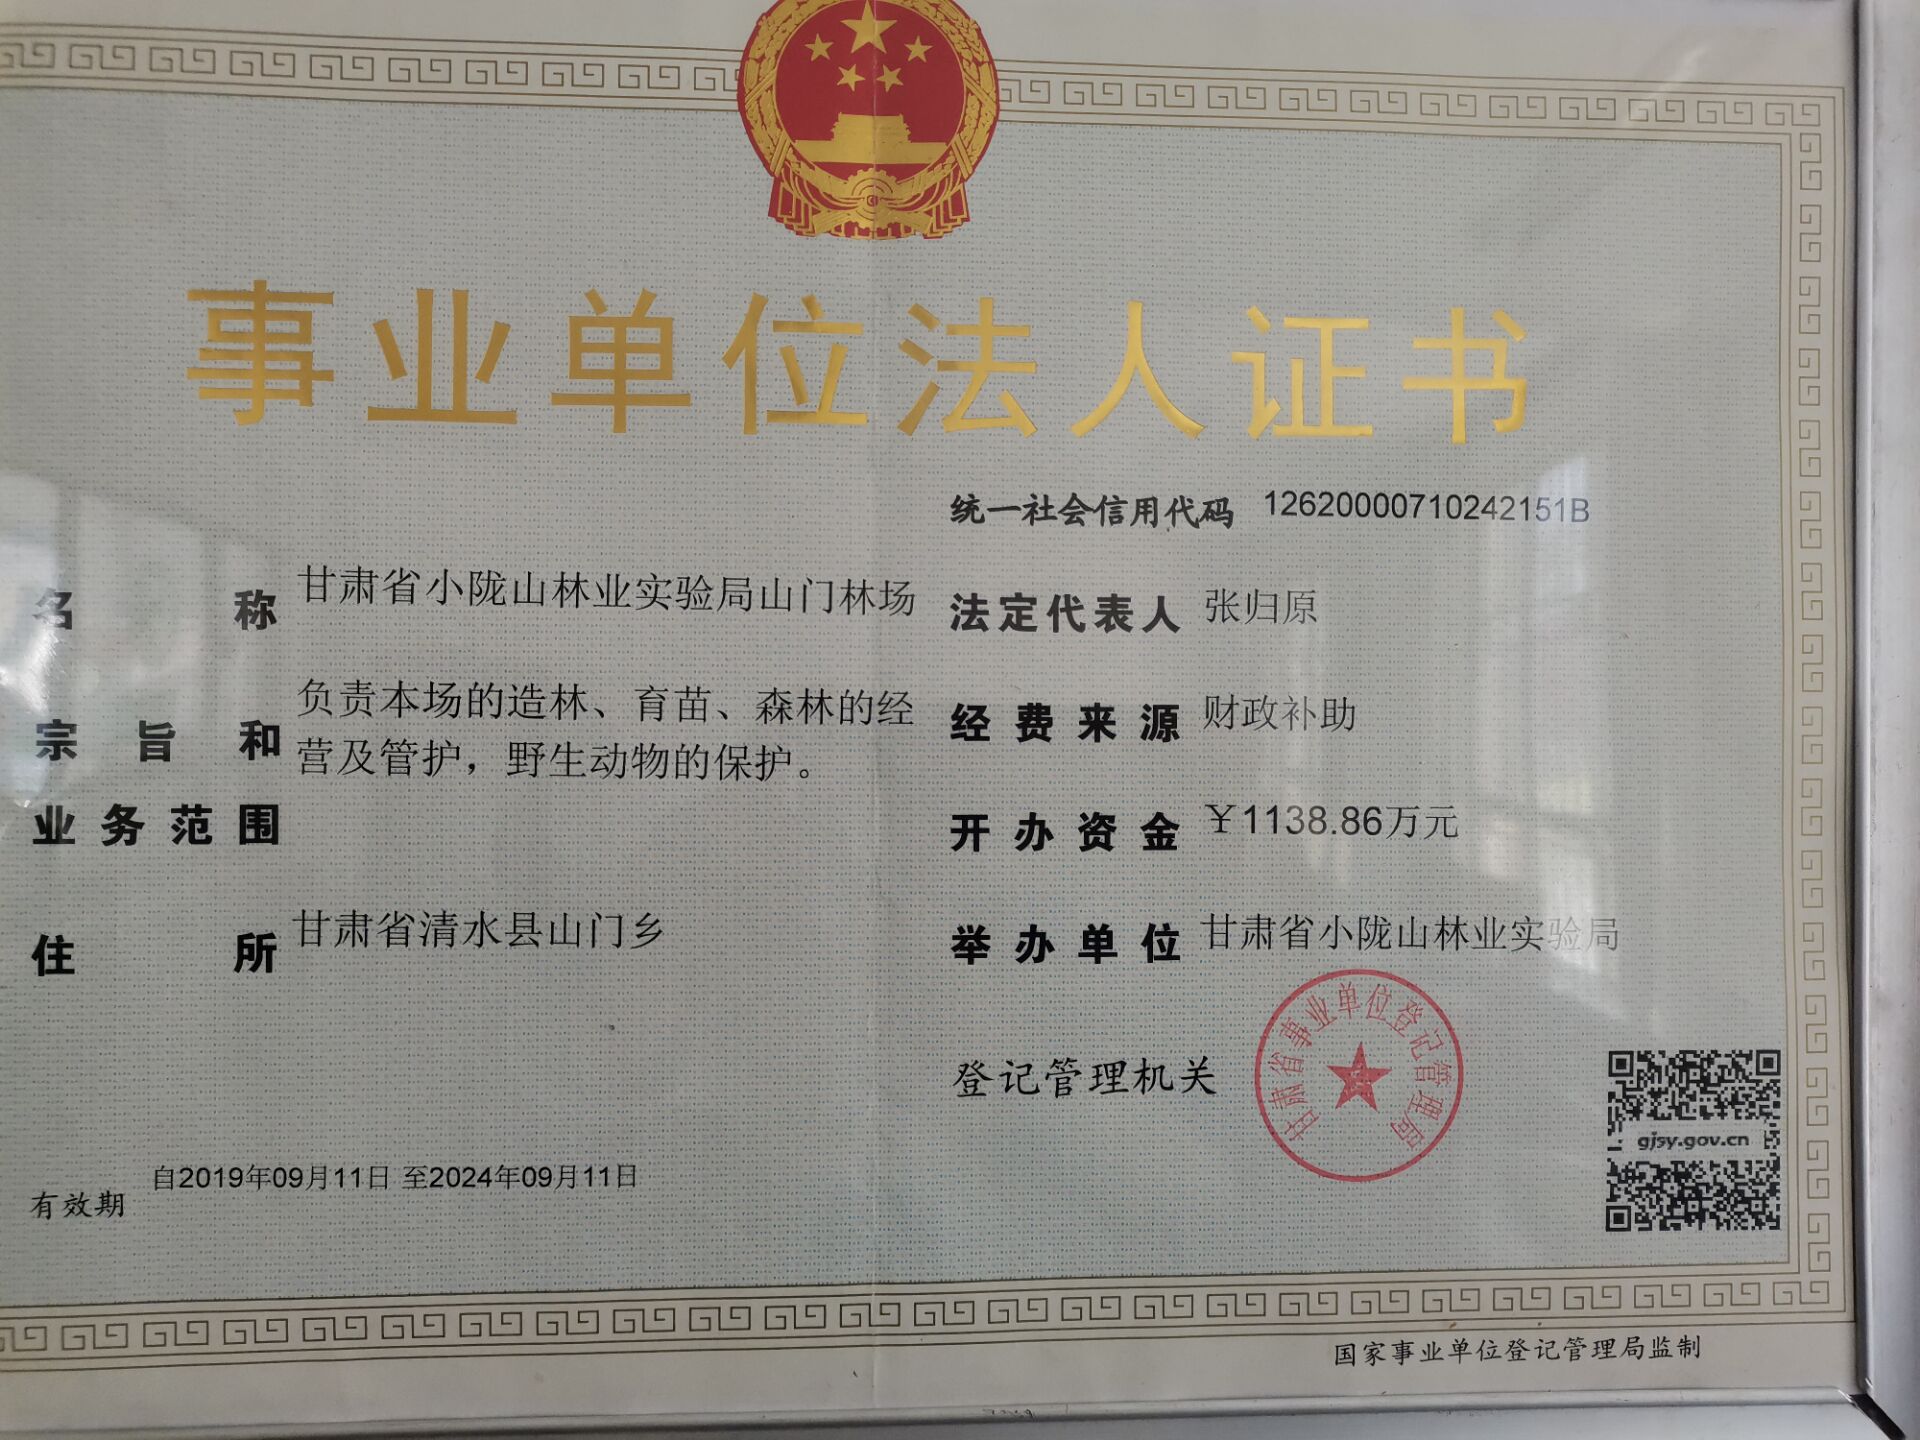 事业单位法人证书
统一社会信用代码 12620000710242151B
名称 甘肃省小陇山林业实验局山门林场
法定代表人 张归原
宗旨和
业务范围
负责本场的造林、育苗、森林的经
营及管护，野生动物的保护。
经费来源 财政补助
开办资金 ￥1138.86万元
住所 甘肃省清水县山门乡
举办单位 甘肃省小陇山林业实验局
登记管理机关
甘肃省事业单位登记管理局
gjsy.gov.cn
有效期 自2019年09月11日 至2024年09月11日
国家事业单位登记管理局监制